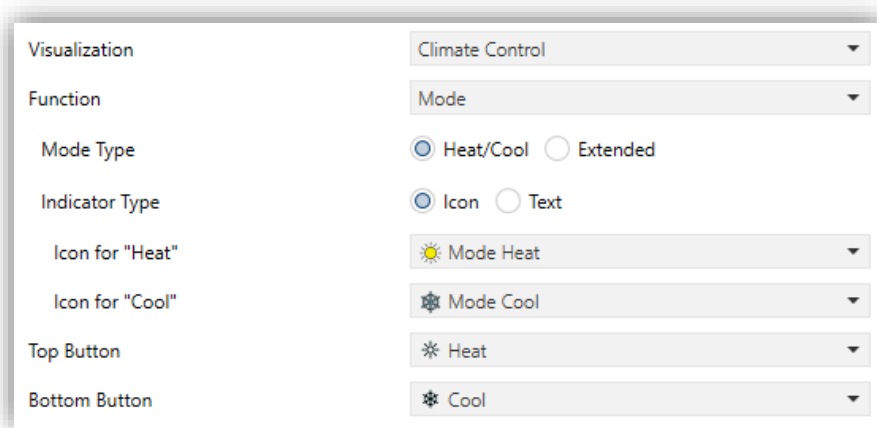 Visualization Climate Control
Function Mode
Mode Type Heat/Cool Extended
Indicator Type Icon Text
Icon for "Heat" Mode Heat
Icon for "Cool" Mode Cool
Top Button Heat
Bottom Button Cool